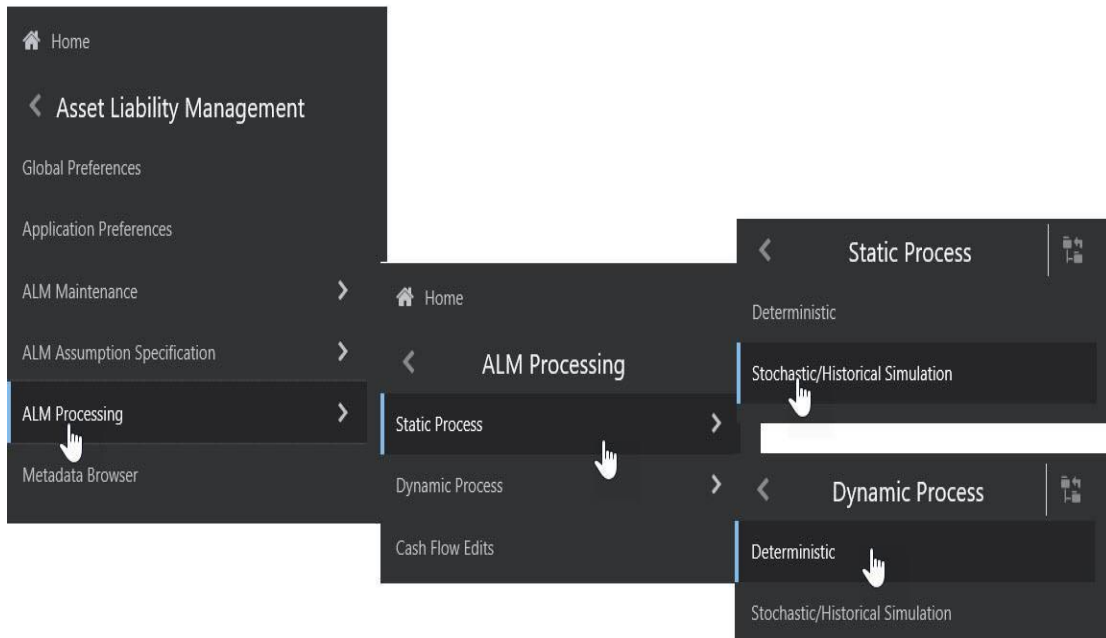 Home
Asset Liability Management
Global Preferences
Application Preferences
ALM Maintenance
ALM Assumption Specification
ALM Processing
Metadata Browser
Home
ALM Processing
Static Process
Dynamic Process
Cash Flow Edits
Static Process
Deterministic
Stochastic/Historical Simulation
Dynamic Process
Deterministic
Stochastic/Historical Simulation